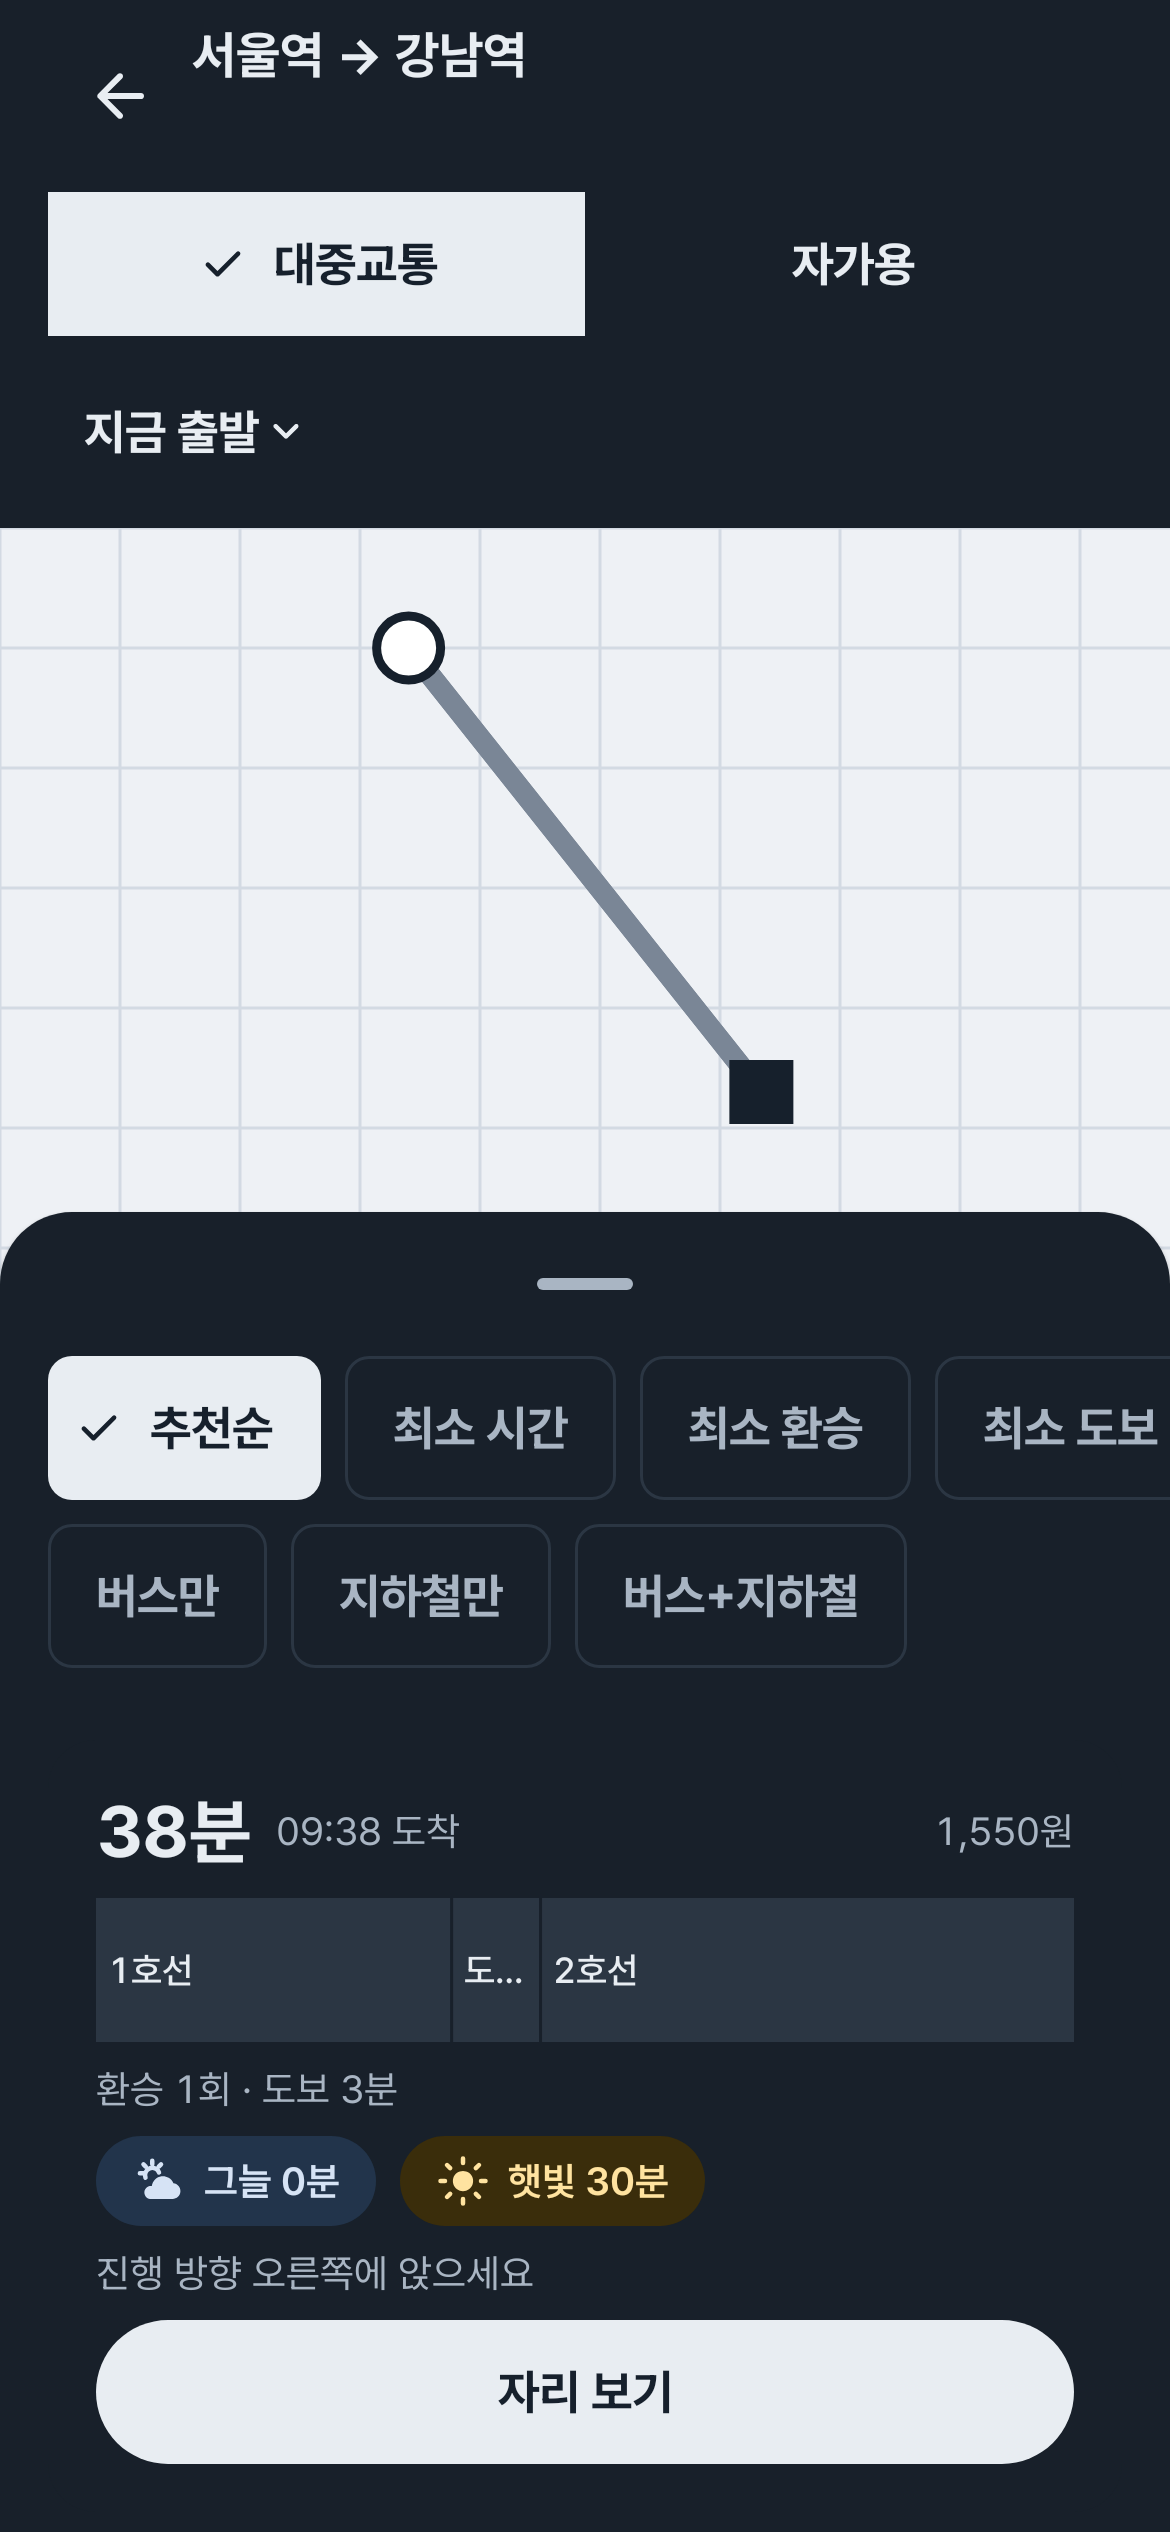 서울역 → 강남역
대중교통
자가용
지금 출발
추천순
최소 시간
최소 환승
최소 도보
버스만
지하철만
버스+지하철
38분 09:38 도착 1,550원
1호선 도... 2호선
환승 1회 · 도보 3분
그늘 0분 햇빛 30분
진행 방향 오른쪽에 앉으세요
자리 보기